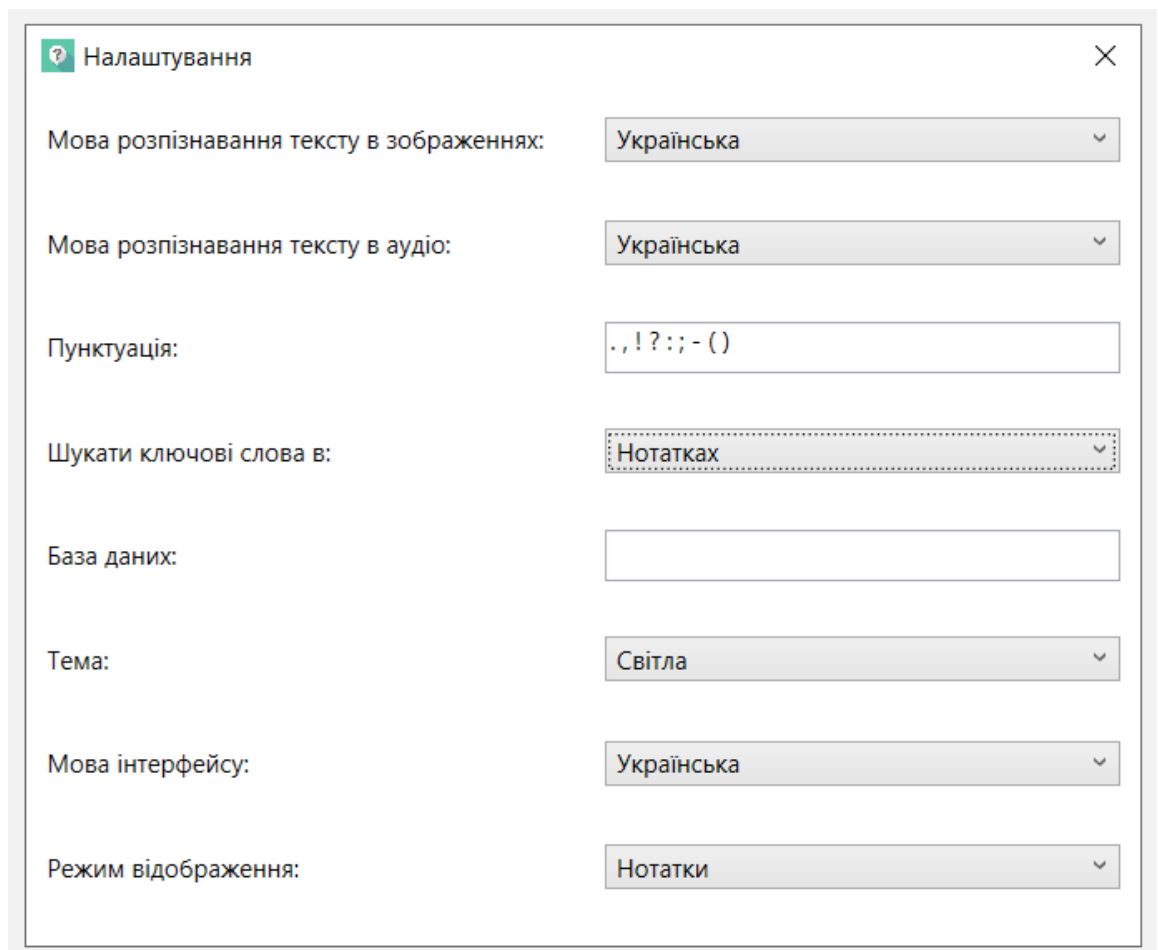 Налаштування
Мова розпізнавання тексту в зображеннях: Українська
Мова розпізнавання тексту в аудіо: Українська
Пунктуація: .,!?:;-()
Шукати ключові слова в: Нотатках
База даних:
Тема: Світла
Мова інтерфейсу: Українська
Режим відображення: Нотатки